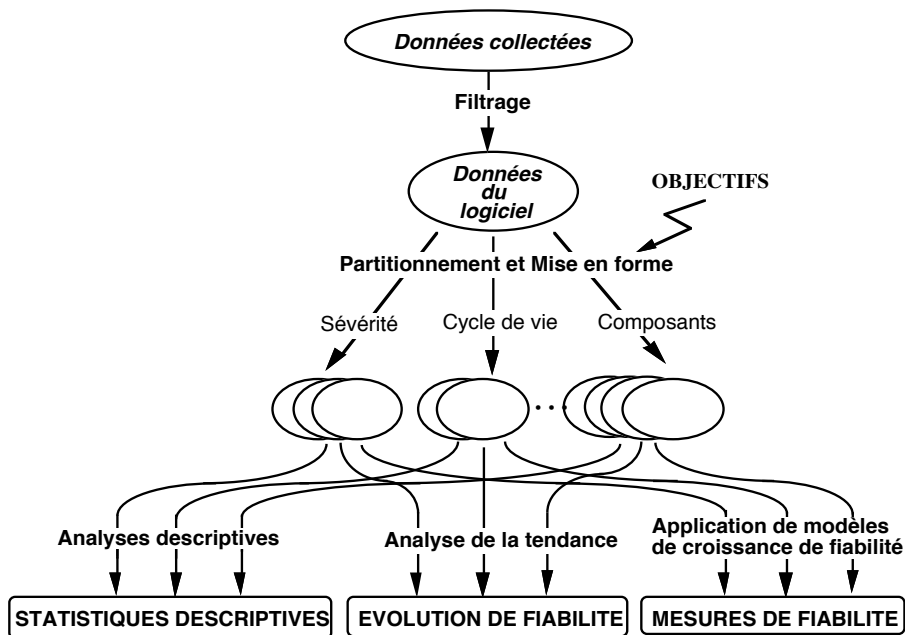 Données collectées
Filtrage
Données
du
logiciel
OBJECTIFS
Partitionnement et Mise en forme
Sévérité
Cycle de vie
Composants
...
Analyses descriptives
Analyse de la tendance
Application de modèles
de croissance de fiabilité
STATISTIQUES DESCRIPTIVES
EVOLUTION DE FIABILITE
MESURES DE FIABILITE